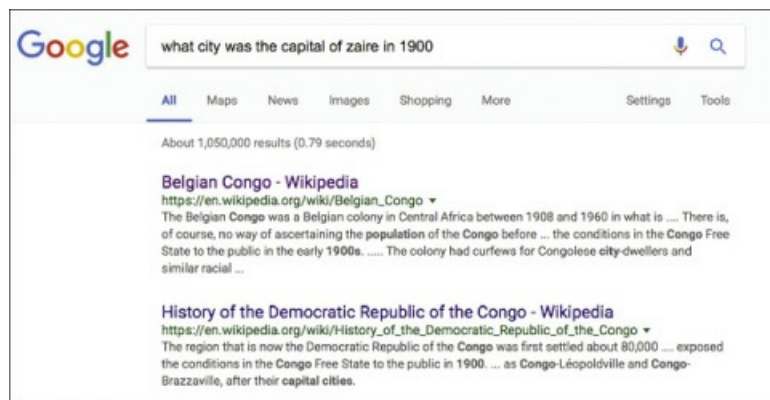 Google
what city was the capital of zaire in 1900
All Maps News Images Shopping More Settings Tools
About 1,050,000 results (0.79 seconds)
Belgian Congo - Wikipedia
https://en.wikipedia.org/wiki/Belgian_Congo
The Belgian Congo was a Belgian colony in Central Africa between 1908 and 1960 in what is .... There is,
of course, no way of ascertaining the population of the Congo before ... the conditions in the Congo Free
State to the public in the early 1900s. ..... The colony had curfews for Congolese city-dwellers and
similar racial ...
History of the Democratic Republic of the Congo - Wikipedia
https://en.wikipedia.org/wiki/History_of_the_Democratic_Republic_of_the_Congo
The region that is now the Democratic Republic of the Congo was first settled about 80,000 .... exposed
the conditions in the Congo Free State to the public in 1900. ... as Congo-Léopoldville and Congo-
Brazzaville, after their capital cities.